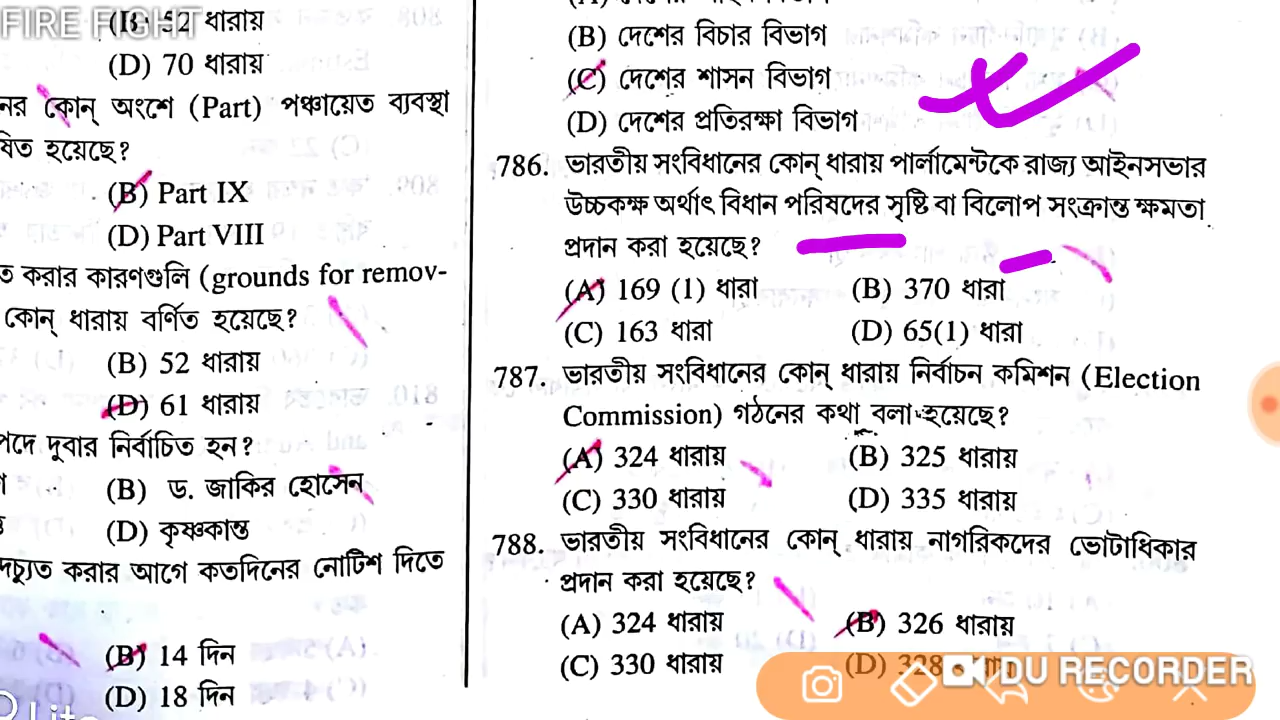 FIRE FIGHT
(B) 52 ধারায়
(D) 70 ধারায়
নের কোন্ অংশে (Part) পঞ্চায়েত ব্যবস্থা
ষিত হয়েছে?
(B) Part IX
(D) Part VIII
ত করার কারণগুলি (grounds for remov-
কোন্ ধারায় বর্ণিত হয়েছে?
(B) 52 ধারায়
(D) 61 ধারায়
পদে দুবার নির্বাচিত হন?
(B) ড. জাকির হোসেন
(D) কৃষ্ণকান্ত
দচ্যুত করার আগে কতদিনের নোটিশ দিতে
(B) 14 দিন
(D) 18 দিন
Lite
(B) দেশের বিচার বিভাগ
(C) দেশের শাসন বিভাগ
(D) দেশের প্রতিরক্ষা বিভাগ
786. ভারতীয় সংবিধানের কোন্ ধারায় পার্লামেন্টকে রাজ্য আইনসভার
উচ্চকক্ষ অর্থাৎ বিধান পরিষদের সৃষ্টি বা বিলোপ সংক্রান্ত ক্ষমতা
প্রদান করা হয়েছে?
(A) 169 (1) ধারা (B) 370 ধারা
(C) 163 ধারা (D) 65(1) ধারা
787. ভারতীয় সংবিধানের কোন্ ধারায় নির্বাচন কমিশন (Election
Commission) গঠনের কথা বলা হয়েছে?
(A) 324 ধারায় (B) 325 ধারায়
(C) 330 ধারায় (D) 335 ধারায়
788. ভারতীয় সংবিধানের কোন্ ধারায় নাগরিকদের ভোটাধিকার
প্রদান করা হয়েছে?
(A) 324 ধারায় (B) 326 ধারায়
(C) 330 ধারায় (D) 328
DU RECORDER